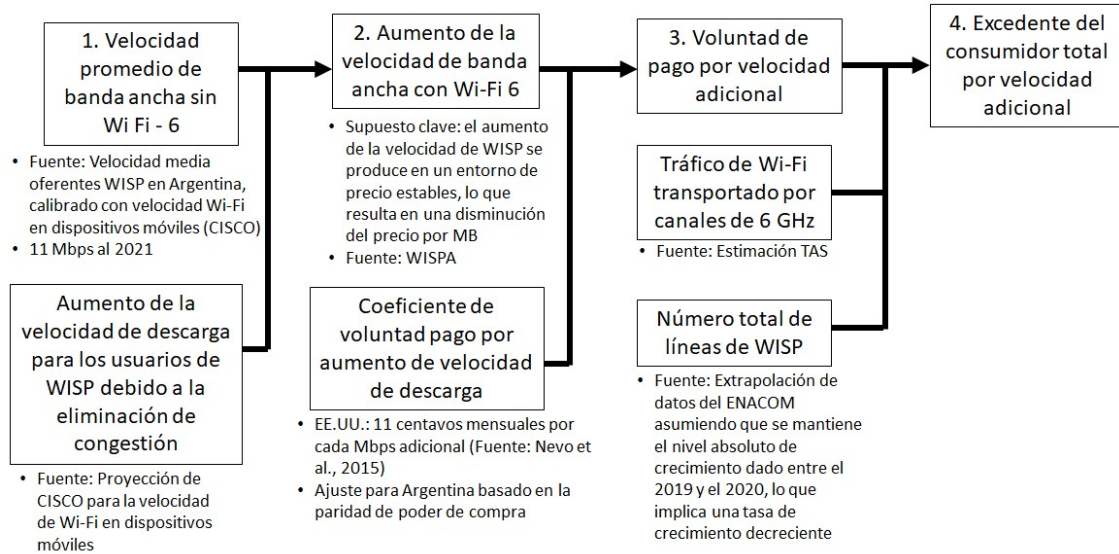 1. Velocidad
promedio de
banda ancha sin
Wi Fi - 6
• Fuente: Velocidad media
oferentes WISP en Argentina,
calibrado con velocidad Wi-Fi
en dispositivos móviles (CISCO)
• 11 Mbps al 2021
Aumento de la
velocidad de descarga
para los usuarios de
WISP debido a la
eliminación de
congestión
• Fuente: Proyección de
CISCO para la velocidad
de Wi-Fi en dispositivos
móviles
2. Aumento de la
velocidad de banda
ancha con Wi-Fi 6
• Supuesto clave: el aumento
de la velocidad de WISP se
produce en un entorno de
precio estables, lo que
resulta en una disminución
del precio por MB
• Fuente: WISPA
Coeficiente de
voluntad pago por
aumento de velocidad
de descarga
• EE.UU.: 11 centavos mensuales por
cada Mbps adicional (Fuente: Nevo et
al., 2015)
• Ajuste para Argentina basado en la
paridad de poder de compra
3. Voluntad de
pago por velocidad
adicional
Tráfico de Wi-Fi
transportado por
canales de 6 GHz
• Fuente: Estimación TAS
Número total de
líneas de WISP
• Fuente: Extrapolación de
datos del ENACOM
asumiendo que se mantiene
el nivel absoluto de
crecimiento dado entre el
2019 y el 2020, lo que
implica una tasa de
crecimiento decreciente
4. Excedente del
consumidor total
por velocidad
adicional